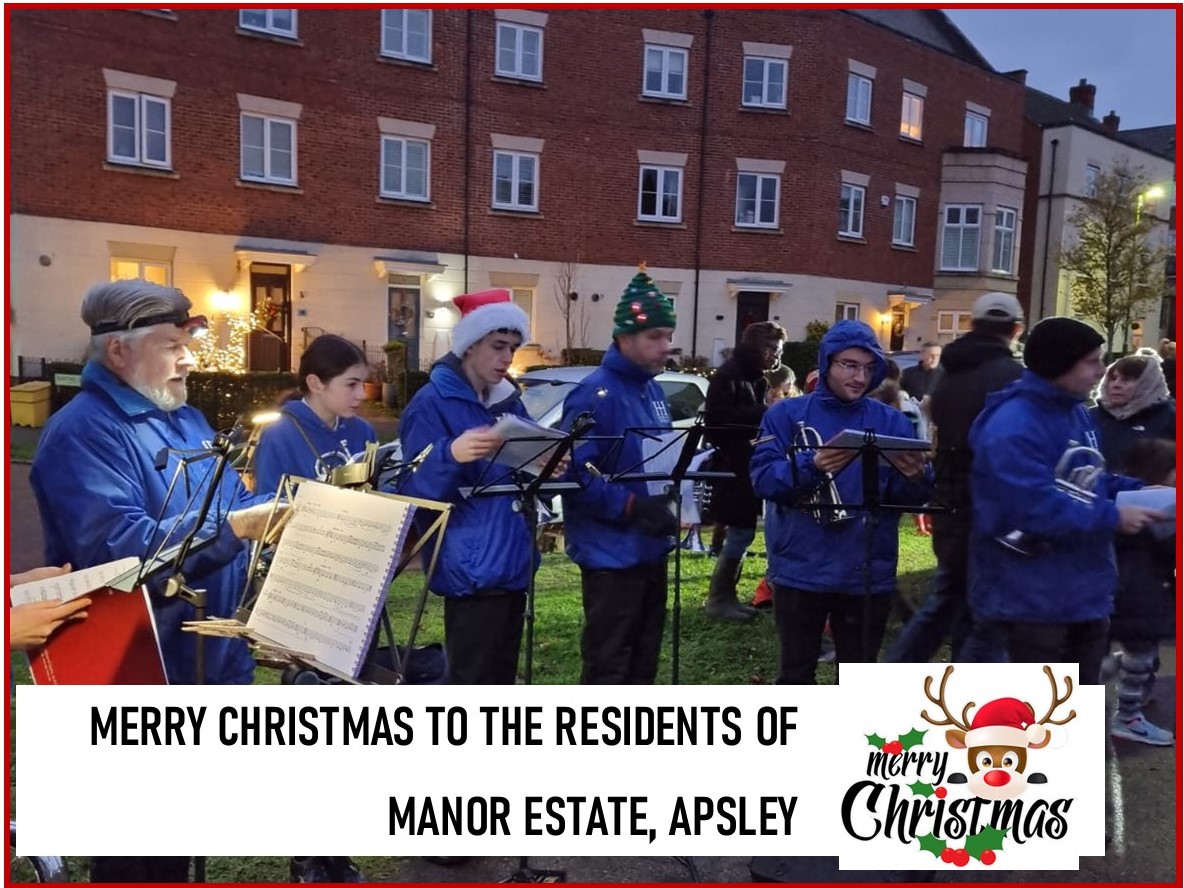 MERRY CHRISTMAS TO THE RESIDENTS OF
MANOR ESTATE, APSLEY
merry
Christmas